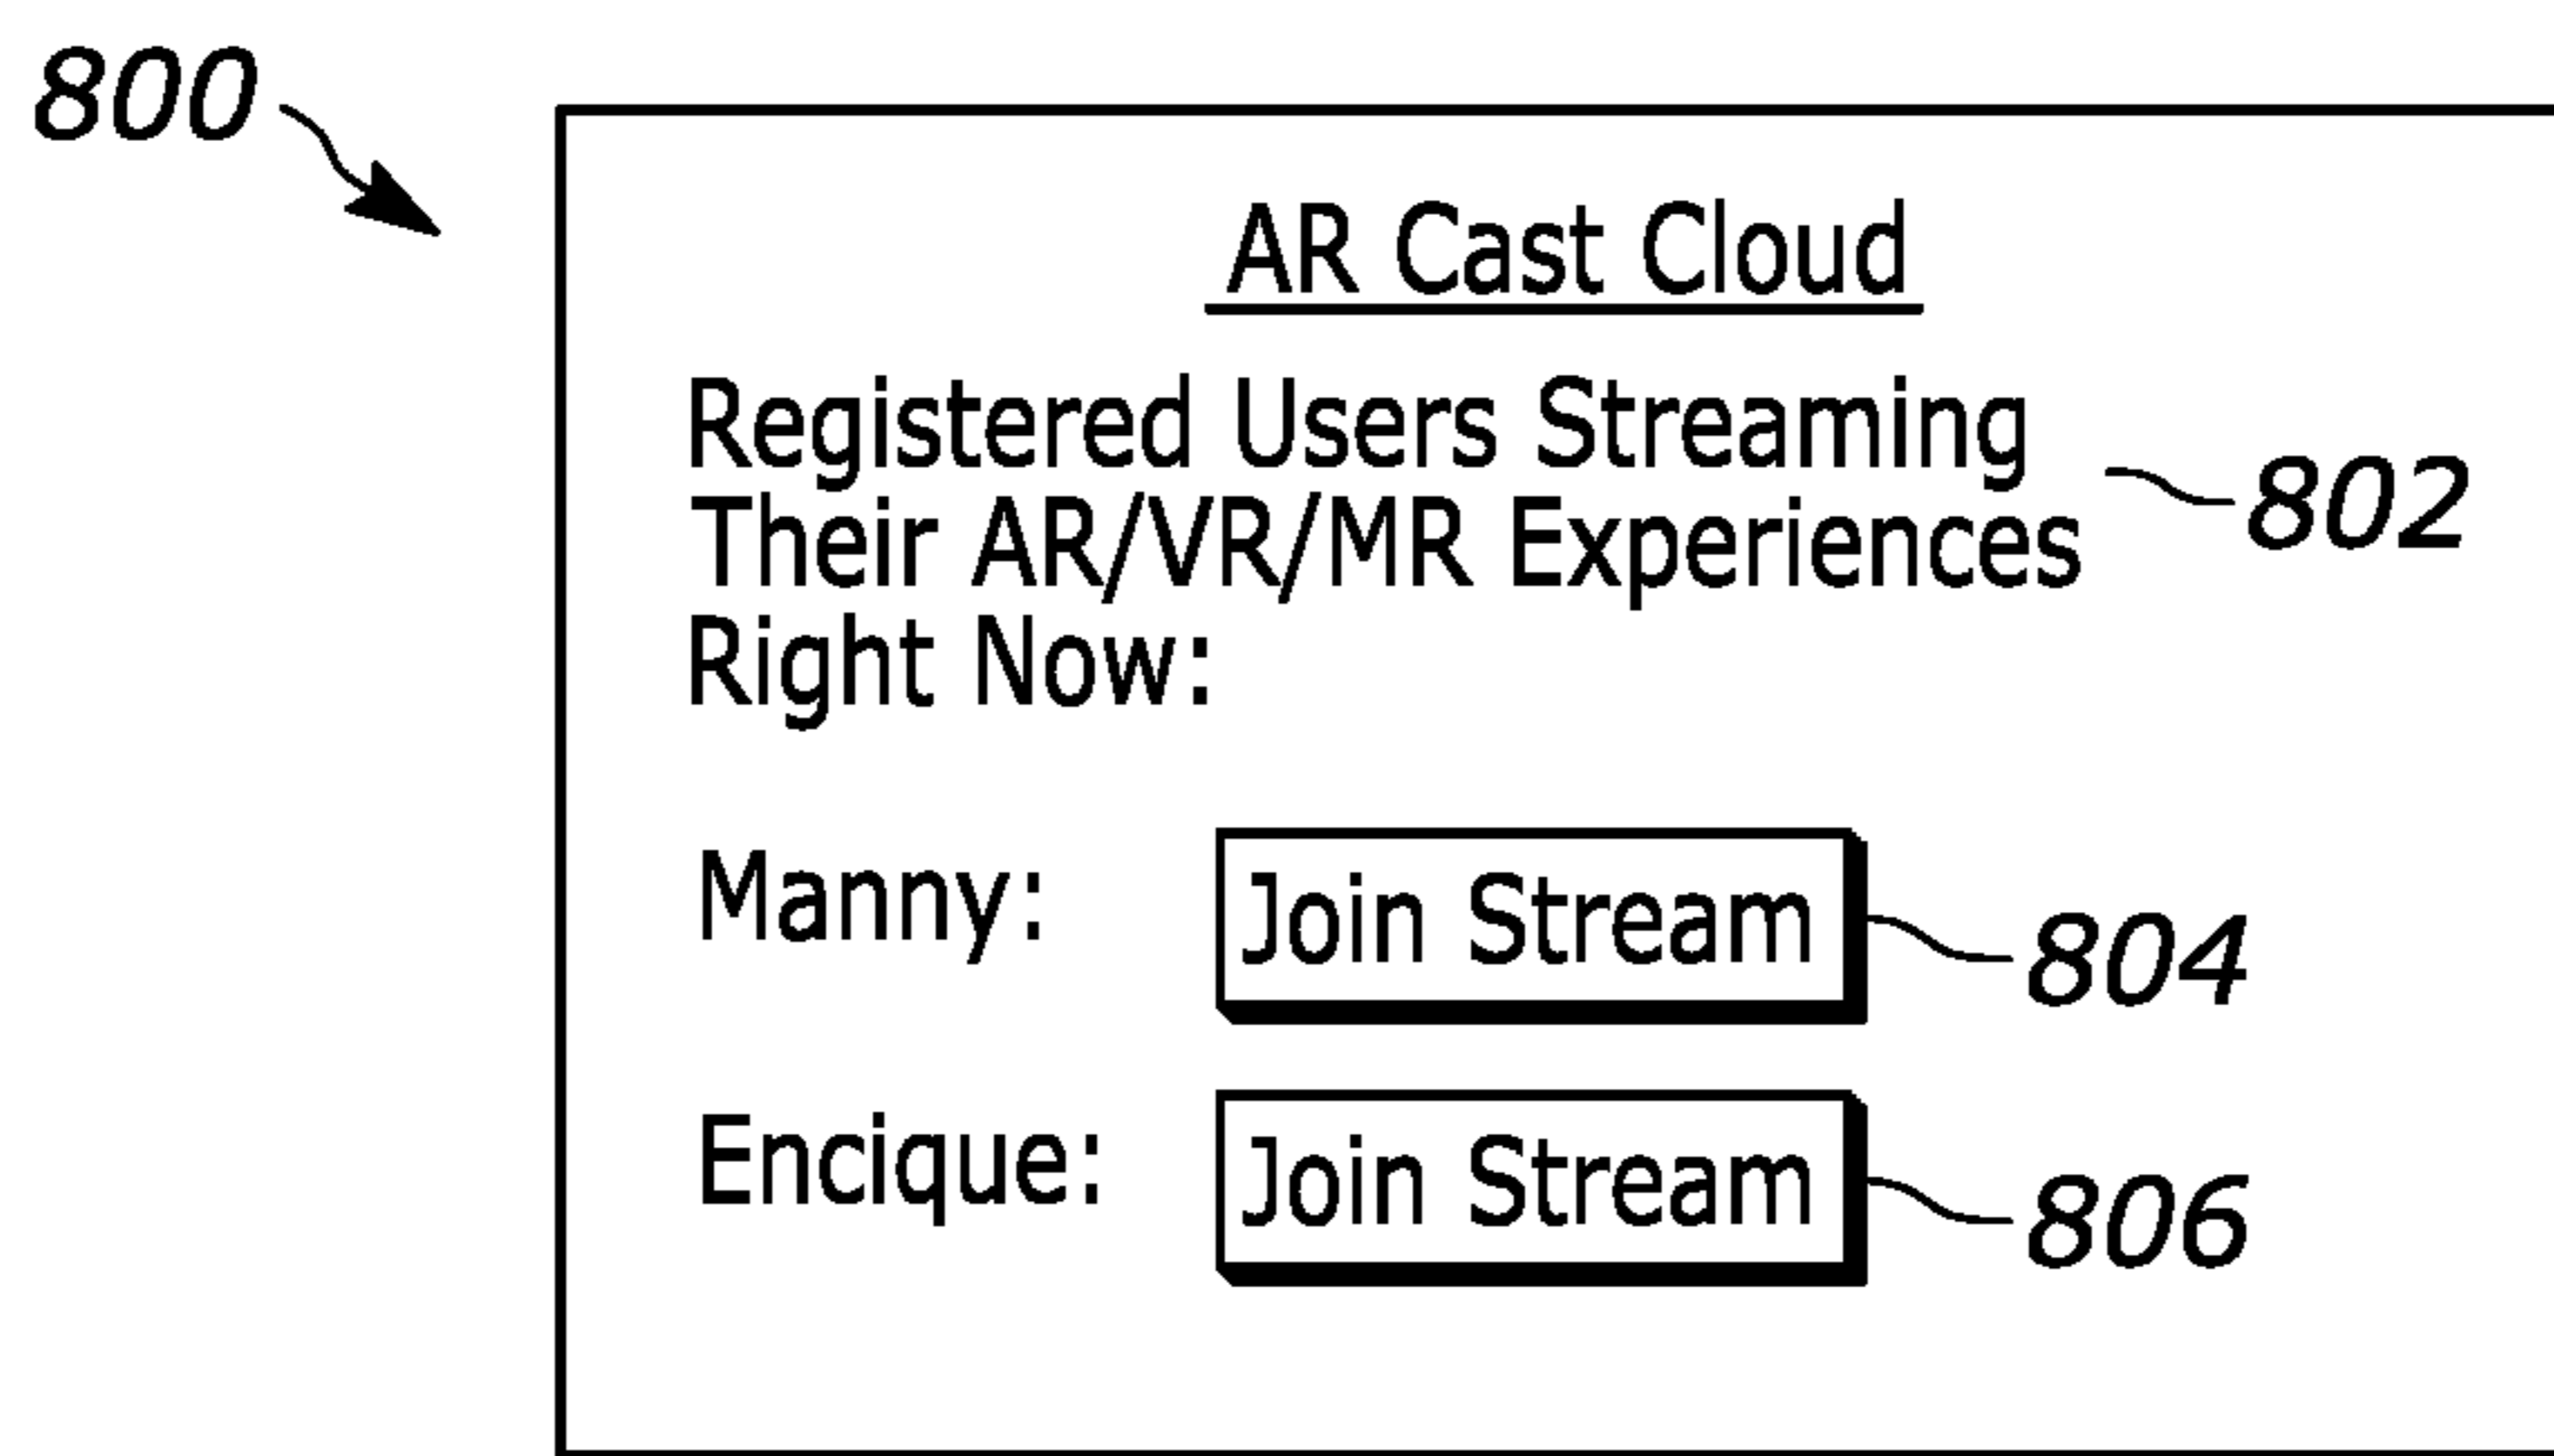 800
AR Cast Cloud
Registered Users Streaming
Their AR/VR/MR Experiences
802
Right Now:
Manny: Join Stream 804
Encique: Join Stream 806